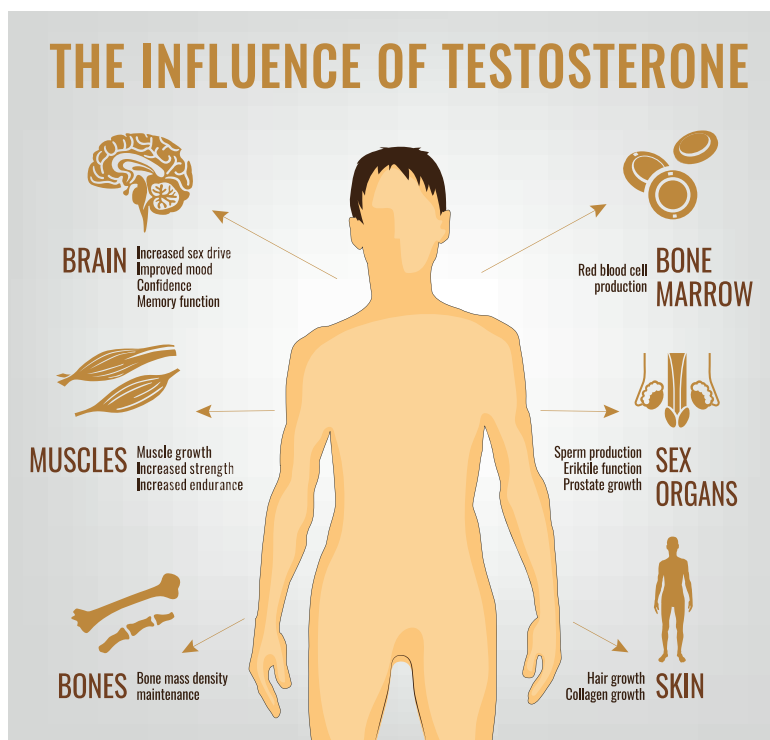 THE INFLUENCE OF TESTOSTERONE
BRAIN
Increased sex drive
Improved mood
Confidence
Memory function
Red blood cell
production
BONE
MARROW
MUSCLES
Muscle growth
Increased strength
Increased endurance
Sperm production
Eriktile function
Prostate growth
SEX
ORGANS
BONES
Bone mass density
maintenance
Hair growth
Collagen growth
SKIN